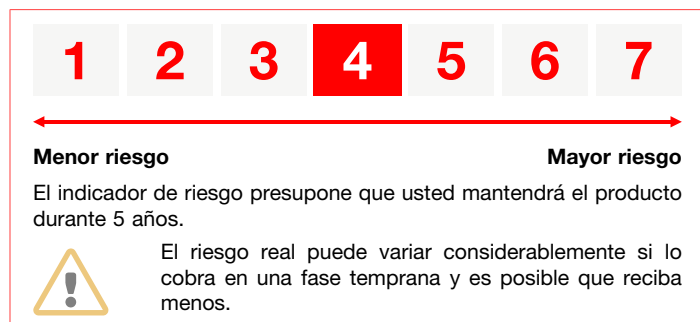 1 2 3 4 5 6 7
Menor riesgo Mayor riesgo
El indicador de riesgo presupone que usted mantendrá el producto
durante 5 años.
El riesgo real puede variar considerablemente si lo
cobra en una fase temprana y es posible que reciba
menos.